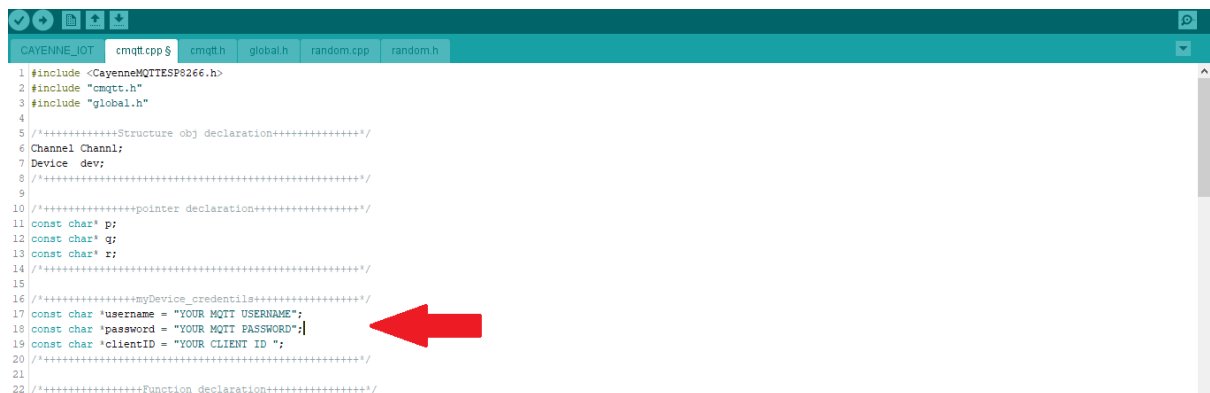 CAYENNE_IOT cmqtt.cpp § cmqtt.h global.h random.cpp random.h
1 #include <CayenneMQTTESP8266.h>
2 #include "cmqtt.h"
3 #include "global.h"
4
5 /*++++++++++++Structure obj declaration++++++++++++++*/
6 Channel Channl;
7 Device  dev;
8 /*+++++++++++++++++++++++++++++++++++++++++++++++++++*/
9
10 /*+++++++++++++++pointer declaration+++++++++++++++++*/
11 const char* p;
12 const char* q;
13 const char* r;
14 /*+++++++++++++++++++++++++++++++++++++++++++++++++++*/
15
16 /*+++++++++++++++myDevice_credentils+++++++++++++++++*/
17 const char *username = "YOUR MQTT USERNAME";
18 const char *password = "YOUR MQTT PASSWORD";
19 const char *clientID = "YOUR CLIENT ID ";
20 /*+++++++++++++++++++++++++++++++++++++++++++++++++++*/
21
22 /*++++++++++++++++Function declaration++++++++++++++++*/